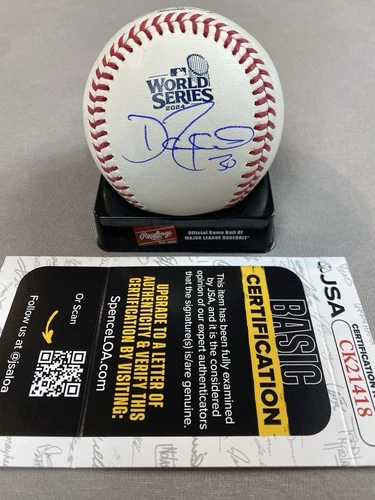 WORLD
SERIES
2024
30
Rawlings
Official Game Ball Of
MAJOR LEAGUE BASEBALL
JSA
CK21418
BASIC
CERTIFICATION
This item has been fully examined
by JSA, and it is the considered
opinion of our expert authenticators
that the signature(s) is/are genuine.
UPGRADE TO A LETTER OF
AUTHENTICITY & VERIFY THIS
CERTIFICATION BY VISITING:
SpenceLOA.com
Or Scan
Follow us @jsaloa